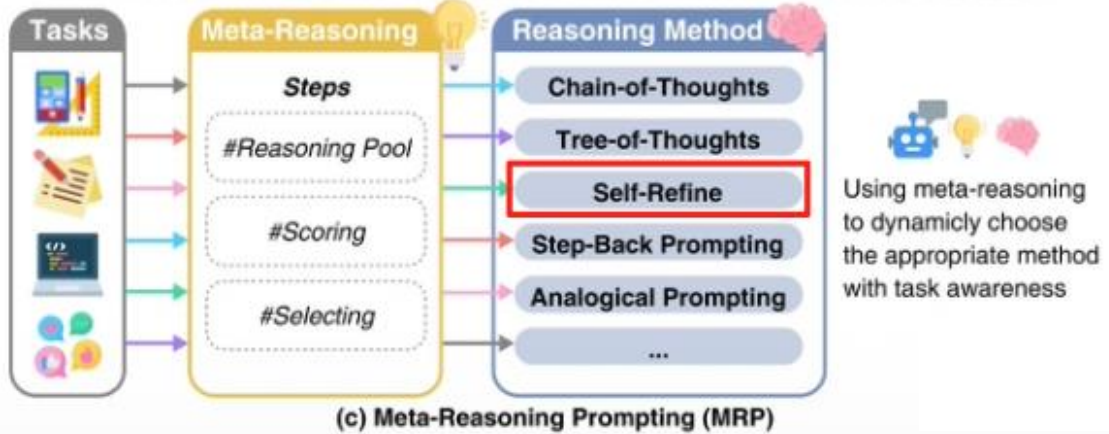 Tasks
Meta-Reasoning
Reasoning Method
Steps
#Reasoning Pool
#Scoring
#Selecting
Chain-of-Thoughts
Tree-of-Thoughts
Self-Refine
Step-Back Prompting
Analogical Prompting
...
Using meta-reasoning
to dynamicly choose
the appropriate method
with task awareness
(c) Meta-Reasoning Prompting (MRP)